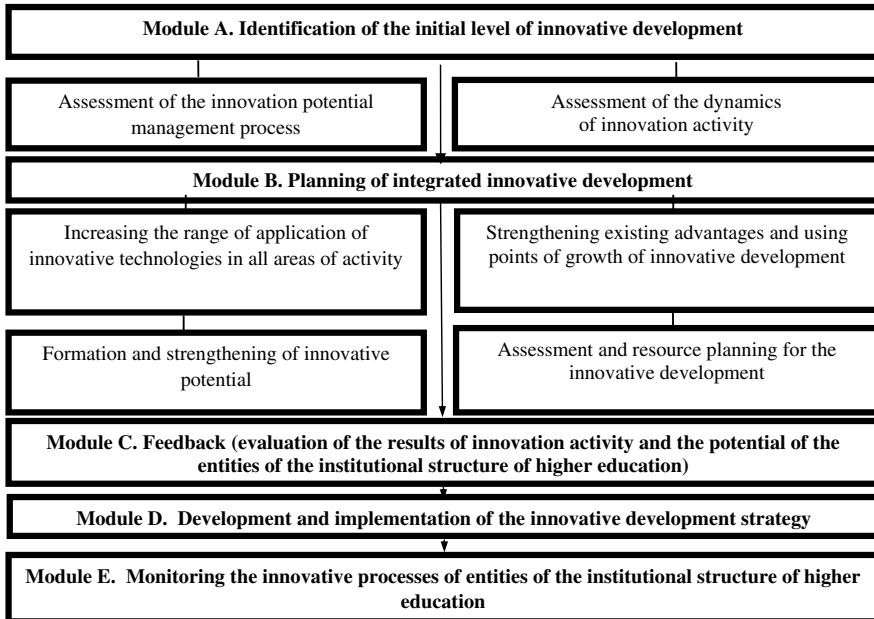 Module A. Identification of the initial level of innovative development
Assessment of the innovation potential
management process
Assessment of the dynamics
of innovation activity
Module B. Planning of integrated innovative development
Increasing the range of application of
innovative technologies in all areas of activity
Strengthening existing advantages and using
points of growth of innovative development
Formation and strengthening of innovative
potential
Assessment and resource planning for the
innovative development
Module C. Feedback (evaluation of the results of innovation activity and the potential of the
entities of the institutional structure of higher education)
Module D. Development and implementation of the innovative development strategy
Module E. Monitoring the innovative processes of entities of the institutional structure of higher
education